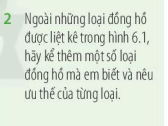 2 Ngoài những loại đồng hồ
được liệt kê trong hình 6.1,
hãy kể thêm một số loại
đồng hồ mà em biết và nêu
ưu thế của từng loại.